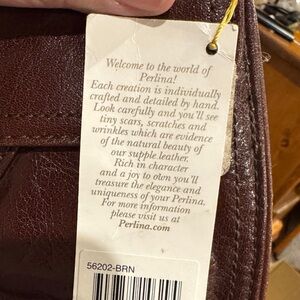 Welcome to the world of
Perlina!
Each creation is individually
crafted and detailed by hand.
Look carefully and you'll see
tiny scars, scratches and
wrinkles which are evidence
of the natural beauty of
our supple leather.
Rich in character
and a joy to own you'll
treasure the elegance and
uniqueness of your Perlina.
For more information
please visit us at
Perlina.com
56202-BRN